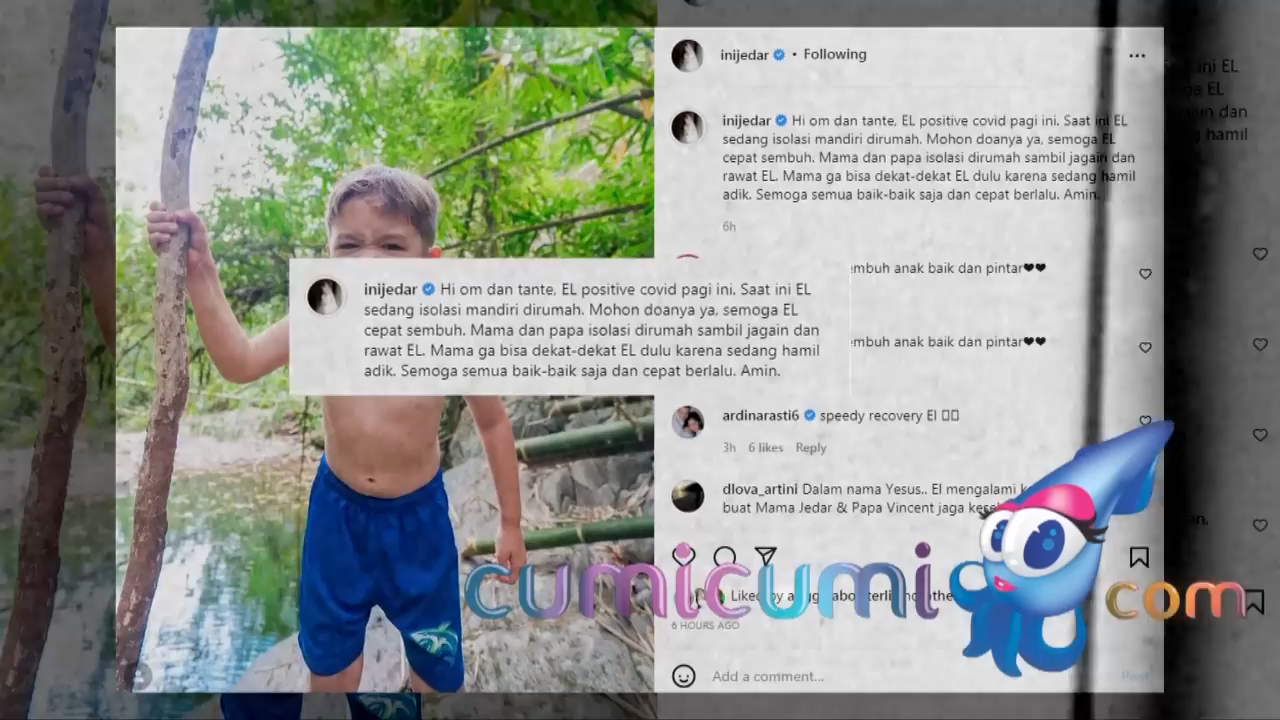 inijedar • Following
inijedar Hi om dan tante, EL positive covid pagi ini. Saat ini EL
sedang isolasi mandiri dirumah. Mohon doanya ya, semoga EL
cepat sembuh. Mama dan papa isolasi dirumah sambil jagain dan
rawat EL. Mama ga bisa dekat-dekat EL dulu karena sedang hamil
adik. Semoga semua baik-baik saja dan cepat berlalu. Amin.
6h
anak baik dan pintar❤❤
inijedar Hi om dan tante, EL positive covid pagi ini. Saat ini EL
sedang isolasi mandiri dirumah. Mohon doanya ya, semoga EL
cepat sembuh. Mama dan papa isolasi dirumah sambil jagain dan
rawat EL. Mama ga bisa dekat-dekat EL dulu karena sedang hamil
adik. Semoga semua baik-baik saja dan cepat berlalu. Amin.
anak baik dan pintar❤❤
ardinarasti6 speedy recovery El
3h 6 likes Reply
dlova_artini Dalam nama Yesus.. El mengalami
buat Mama Jedar & Papa Vincent jaga
cumicumi com
Liked by
6 HOURS AGO
Add a comment...
Post
EL
EL
dan
hamil